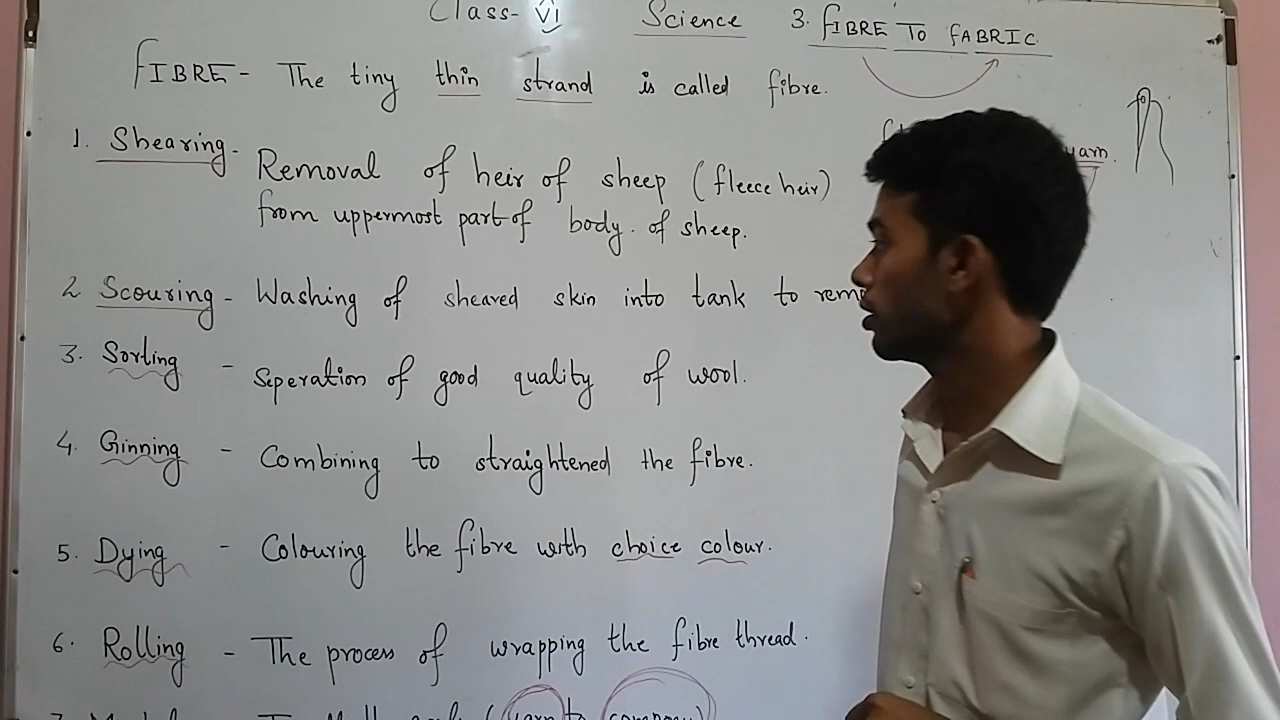 Class- VI Science 3. FIBRE TO FABRIC
FIBRE - The tiny thin strand is called fibre.
yarn.
1. Shearing - Removal of heir of sheep (fleece heir)
from uppermost part of body. of sheep.
2 Scouring - Washing of sheared skin into tank to
3. Sorting - Seperation of good quality of wool.
4. Ginning - Combining to straightened the fibre.
5. Dying - Colouring the fibre with choice colour.
6. Rolling - The process of wrapping the fibre thread.